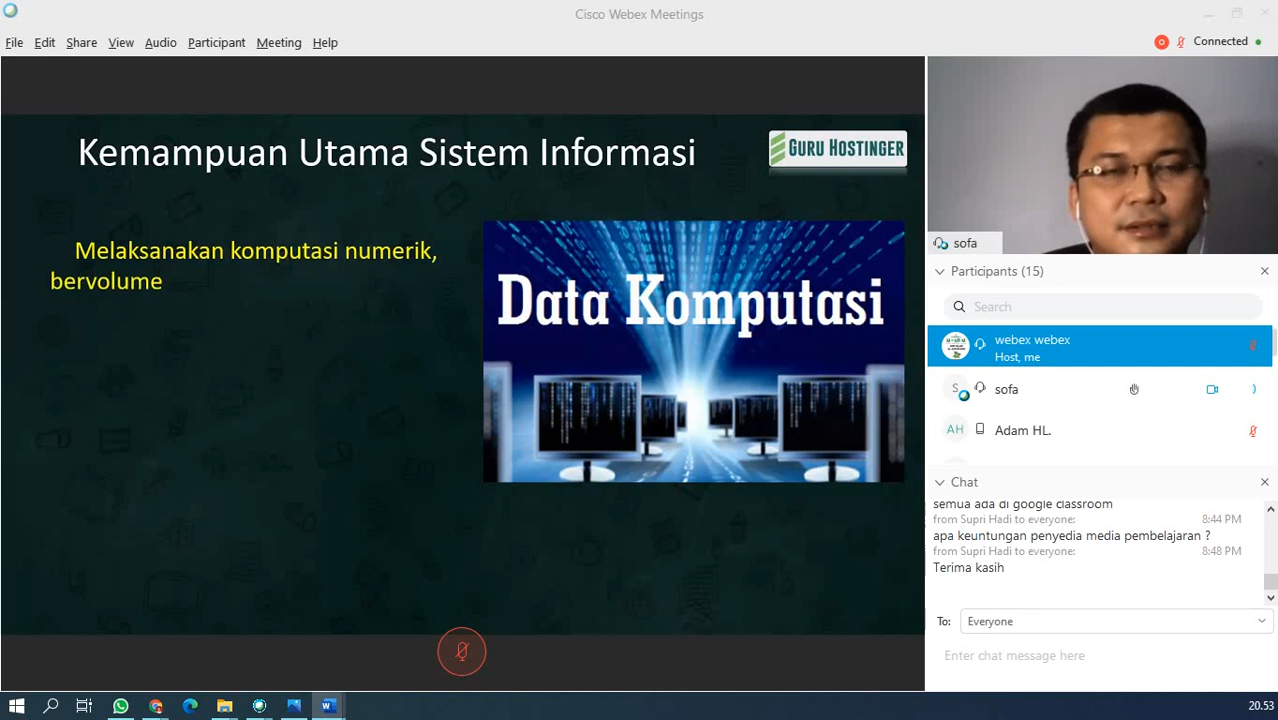 Cisco Webex Meetings
File Edit Share View Audio Participant Meeting Help
Connected
Kemampuan Utama Sistem Informasi
GURU HOSTINGER
Melaksanakan komputasi numerik,
bervolume
Data Komputasi
sofa
Participants (15)
Search
webex webex
Host, me
S
sofa
AH
Adam HL.
Chat
semua ada di google classroom
from Supri Hadi to everyone: 8:44 PM
apa keuntungan penyedia media pembelajaran ?
from Supri Hadi to everyone: 8:48 PM
Terima kasih
To: Everyone
Enter chat message here
20.53